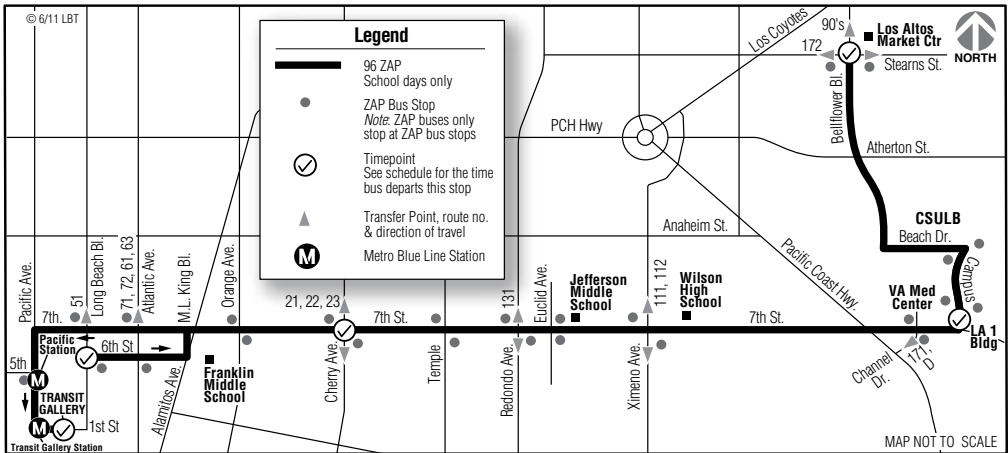 © 6/11 LBT
Legend
96 ZAP
School days only
ZAP Bus Stop
Note: ZAP buses only
stop at ZAP bus stops
Timepoint
See schedule for the time
bus departs this stop
Transfer Point, route no.
& direction of travel
M
Metro Blue Line Station
Los Coyotes
90's
Los Altos
Market Ctr
172
Stearns St.
NORTH
Bellflower Bl.
PCH Hwy
Atherton St.
Anaheim St.
CSULB
Beach Dr.
Campus
Pacific Coast Hwy.
VA Med
Center
LA 1
Bldg
171,
D
Channel
Dr.
Pacific Ave.
51
Long Beach Bl.
71, 72, 61, 63
Atlantic Ave.
M.L. King Bl.
Orange Ave.
21, 22, 23
131
Euclid Ave.
Jefferson
Middle
School
111, 112
Wilson
High
School
7th.
7th St.
7th St.
Pacific
Station
6th St
5th
M
TRANSIT
GALLERY
M
1st St
Transit Gallery Station
Alamitos Ave.
Franklin
Middle
School
Cherry Ave.
Temple
Redondo Ave.
Ximeno Ave.
MAP NOT TO SCALE